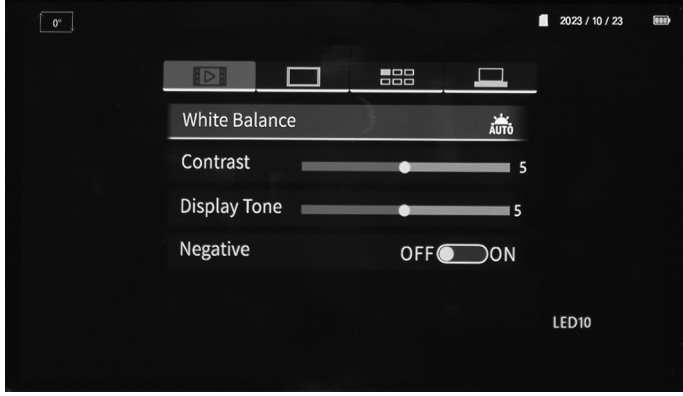 0°
2023 / 10 / 23
White Balance
AUTO
Contrast 5
Display Tone 5
Negative OFF ON
LED10